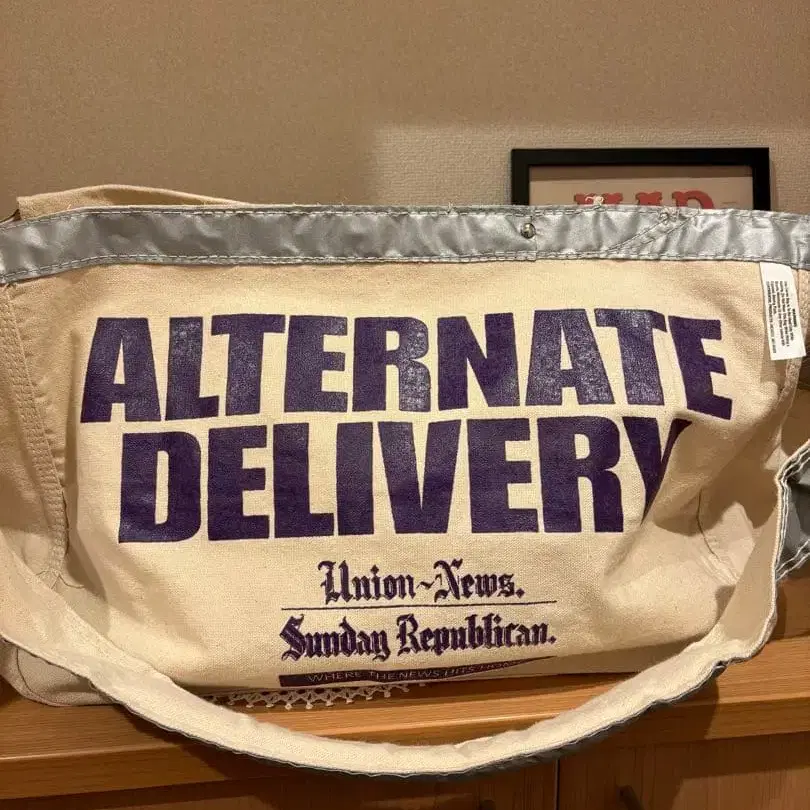 ALTERNATE
DELIVERY
Union~News.
Sunday Republican.
WHERE THE NEWS HITS HOME